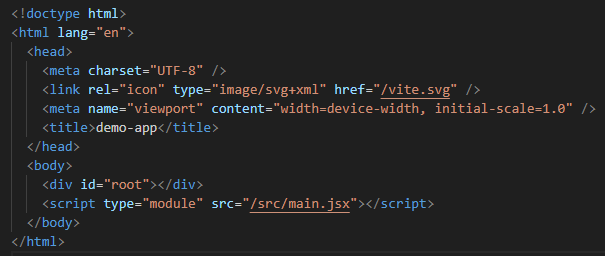 <!doctype html>
<html lang="en">
  <head>
    <meta charset="UTF-8" />
    <link rel="icon" type="image/svg+xml" href="/vite.svg" />
    <meta name="viewport" content="width=device-width, initial-scale=1.0" />
    <title>demo-app</title>
  </head>
  <body>
    <div id="root"></div>
    <script type="module" src="/src/main.jsx"></script>
  </body>
</html>